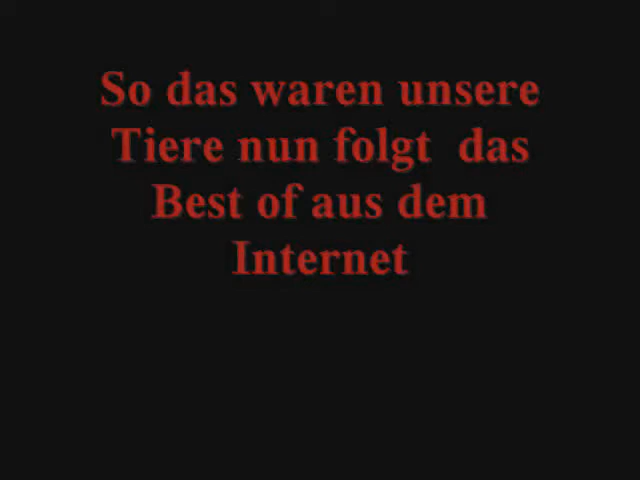 So das waren unsere
Tiere nun folgt  das
Best of aus dem
Internet